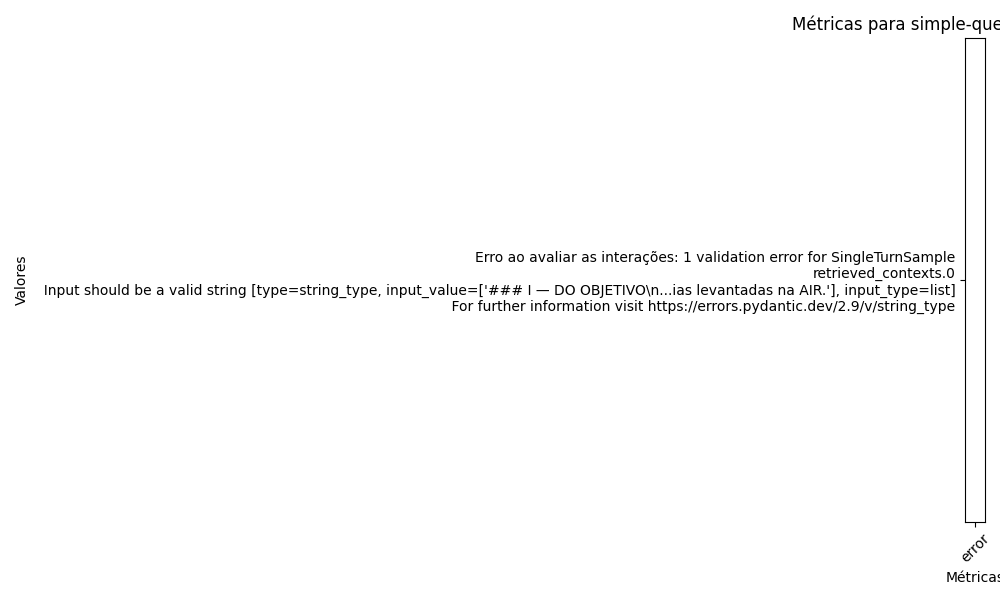 Métricas para simple-que
Valores
Erro ao avaliar as interações: 1 validation error for SingleTurnSample
retrieved_contexts.0
Input should be a valid string [type=string_type, input_value=['### I — DO OBJETIVO\n...ias levantadas na AIR.'], input_type=list]
For further information visit https://errors.pydantic.dev/2.9/v/string_type
error
Métricas